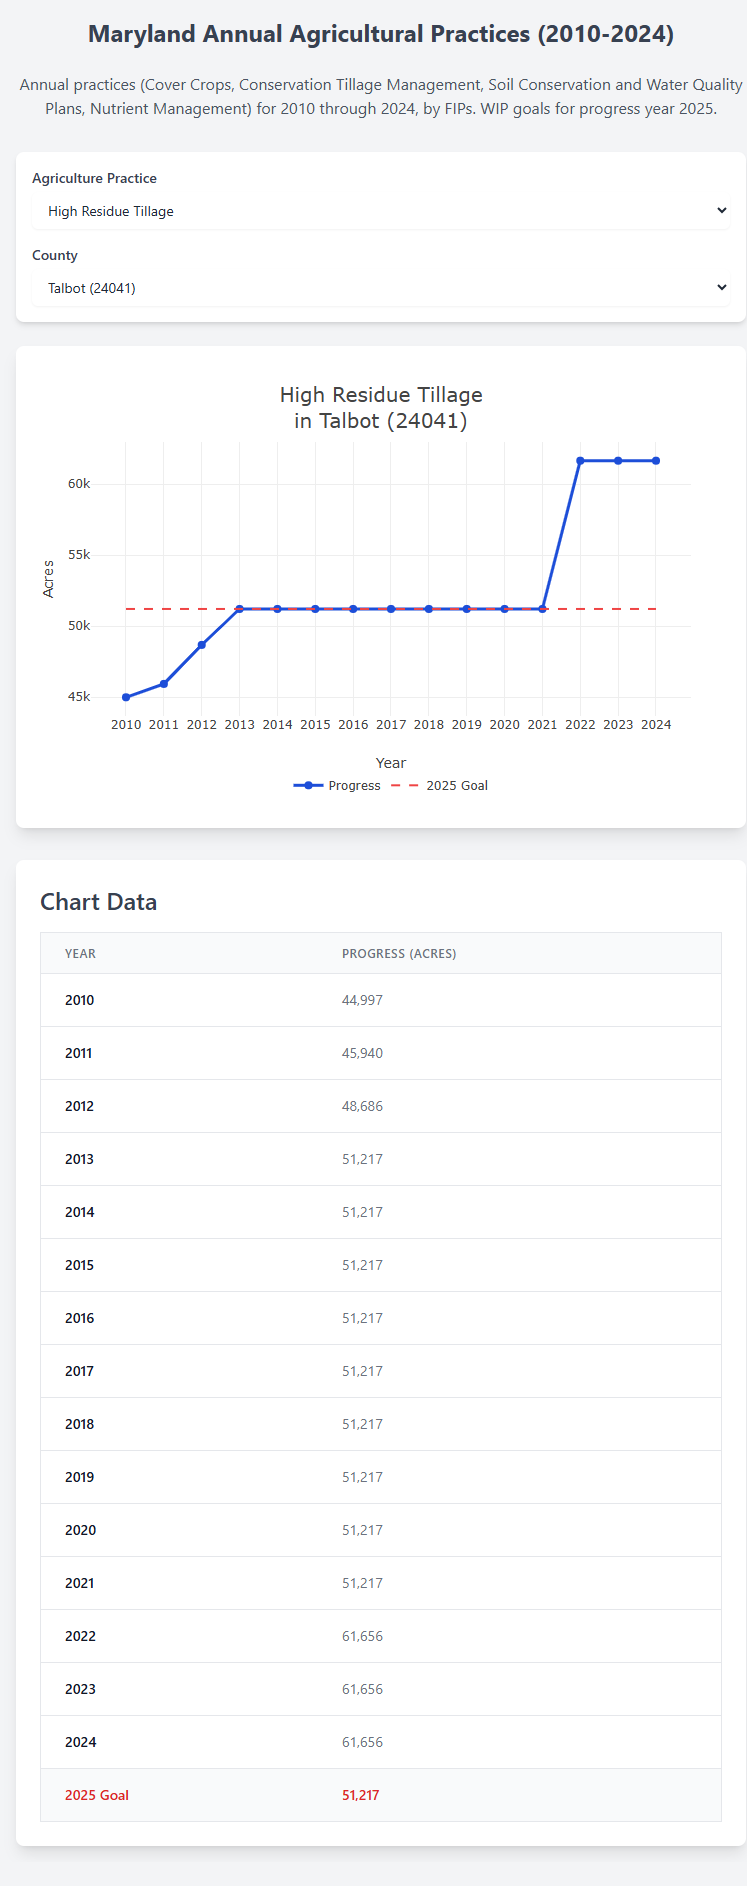 Maryland Annual Agricultural Practices (2010-2024)
Annual practices (Cover Crops, Conservation Tillage Management, Soil Conservation and Water Quality
Plans, Nutrient Management) for 2010 through 2024, by FIPs. WIP goals for progress year 2025.
Agriculture Practice
High Residue Tillage
County
Talbot (24041)
High Residue Tillage
in Talbot (24041)
60k
55k
50k
45k
Acres
2010 2011 2012 2013 2014 2015 2016 2017 2018 2019 2020 2021 2022 2023 2024
Year
Progress 2025 Goal
Chart Data
YEAR PROGRESS (ACRES)
2010 44,997
2011 45,940
2012 48,686
2013 51,217
2014 51,217
2015 51,217
2016 51,217
2017 51,217
2018 51,217
2019 51,217
2020 51,217
2021 51,217
2022 61,656
2023 61,656
2024 61,656
2025 Goal 51,217